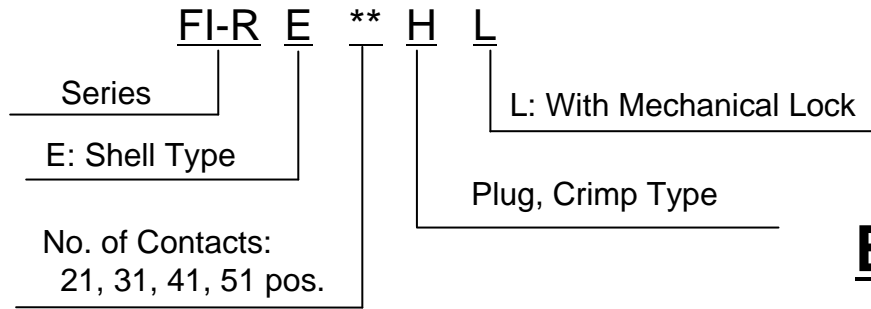 FI-R E ** H L
Series
L: With Mechanical Lock
E: Shell Type
Plug, Crimp Type
No. of Contacts:
21, 31, 41, 51 pos.